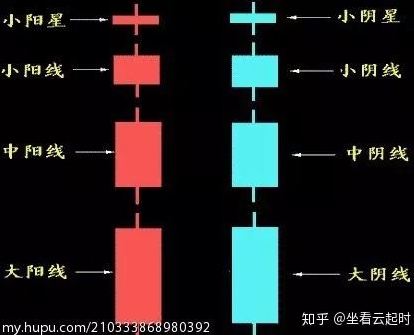 小阳星
小阴星
小阳线
小阴线
中阳线
中阴线
大阳线
大阴线
知乎 @坐看云起时
my.hupu.com/210333868980392